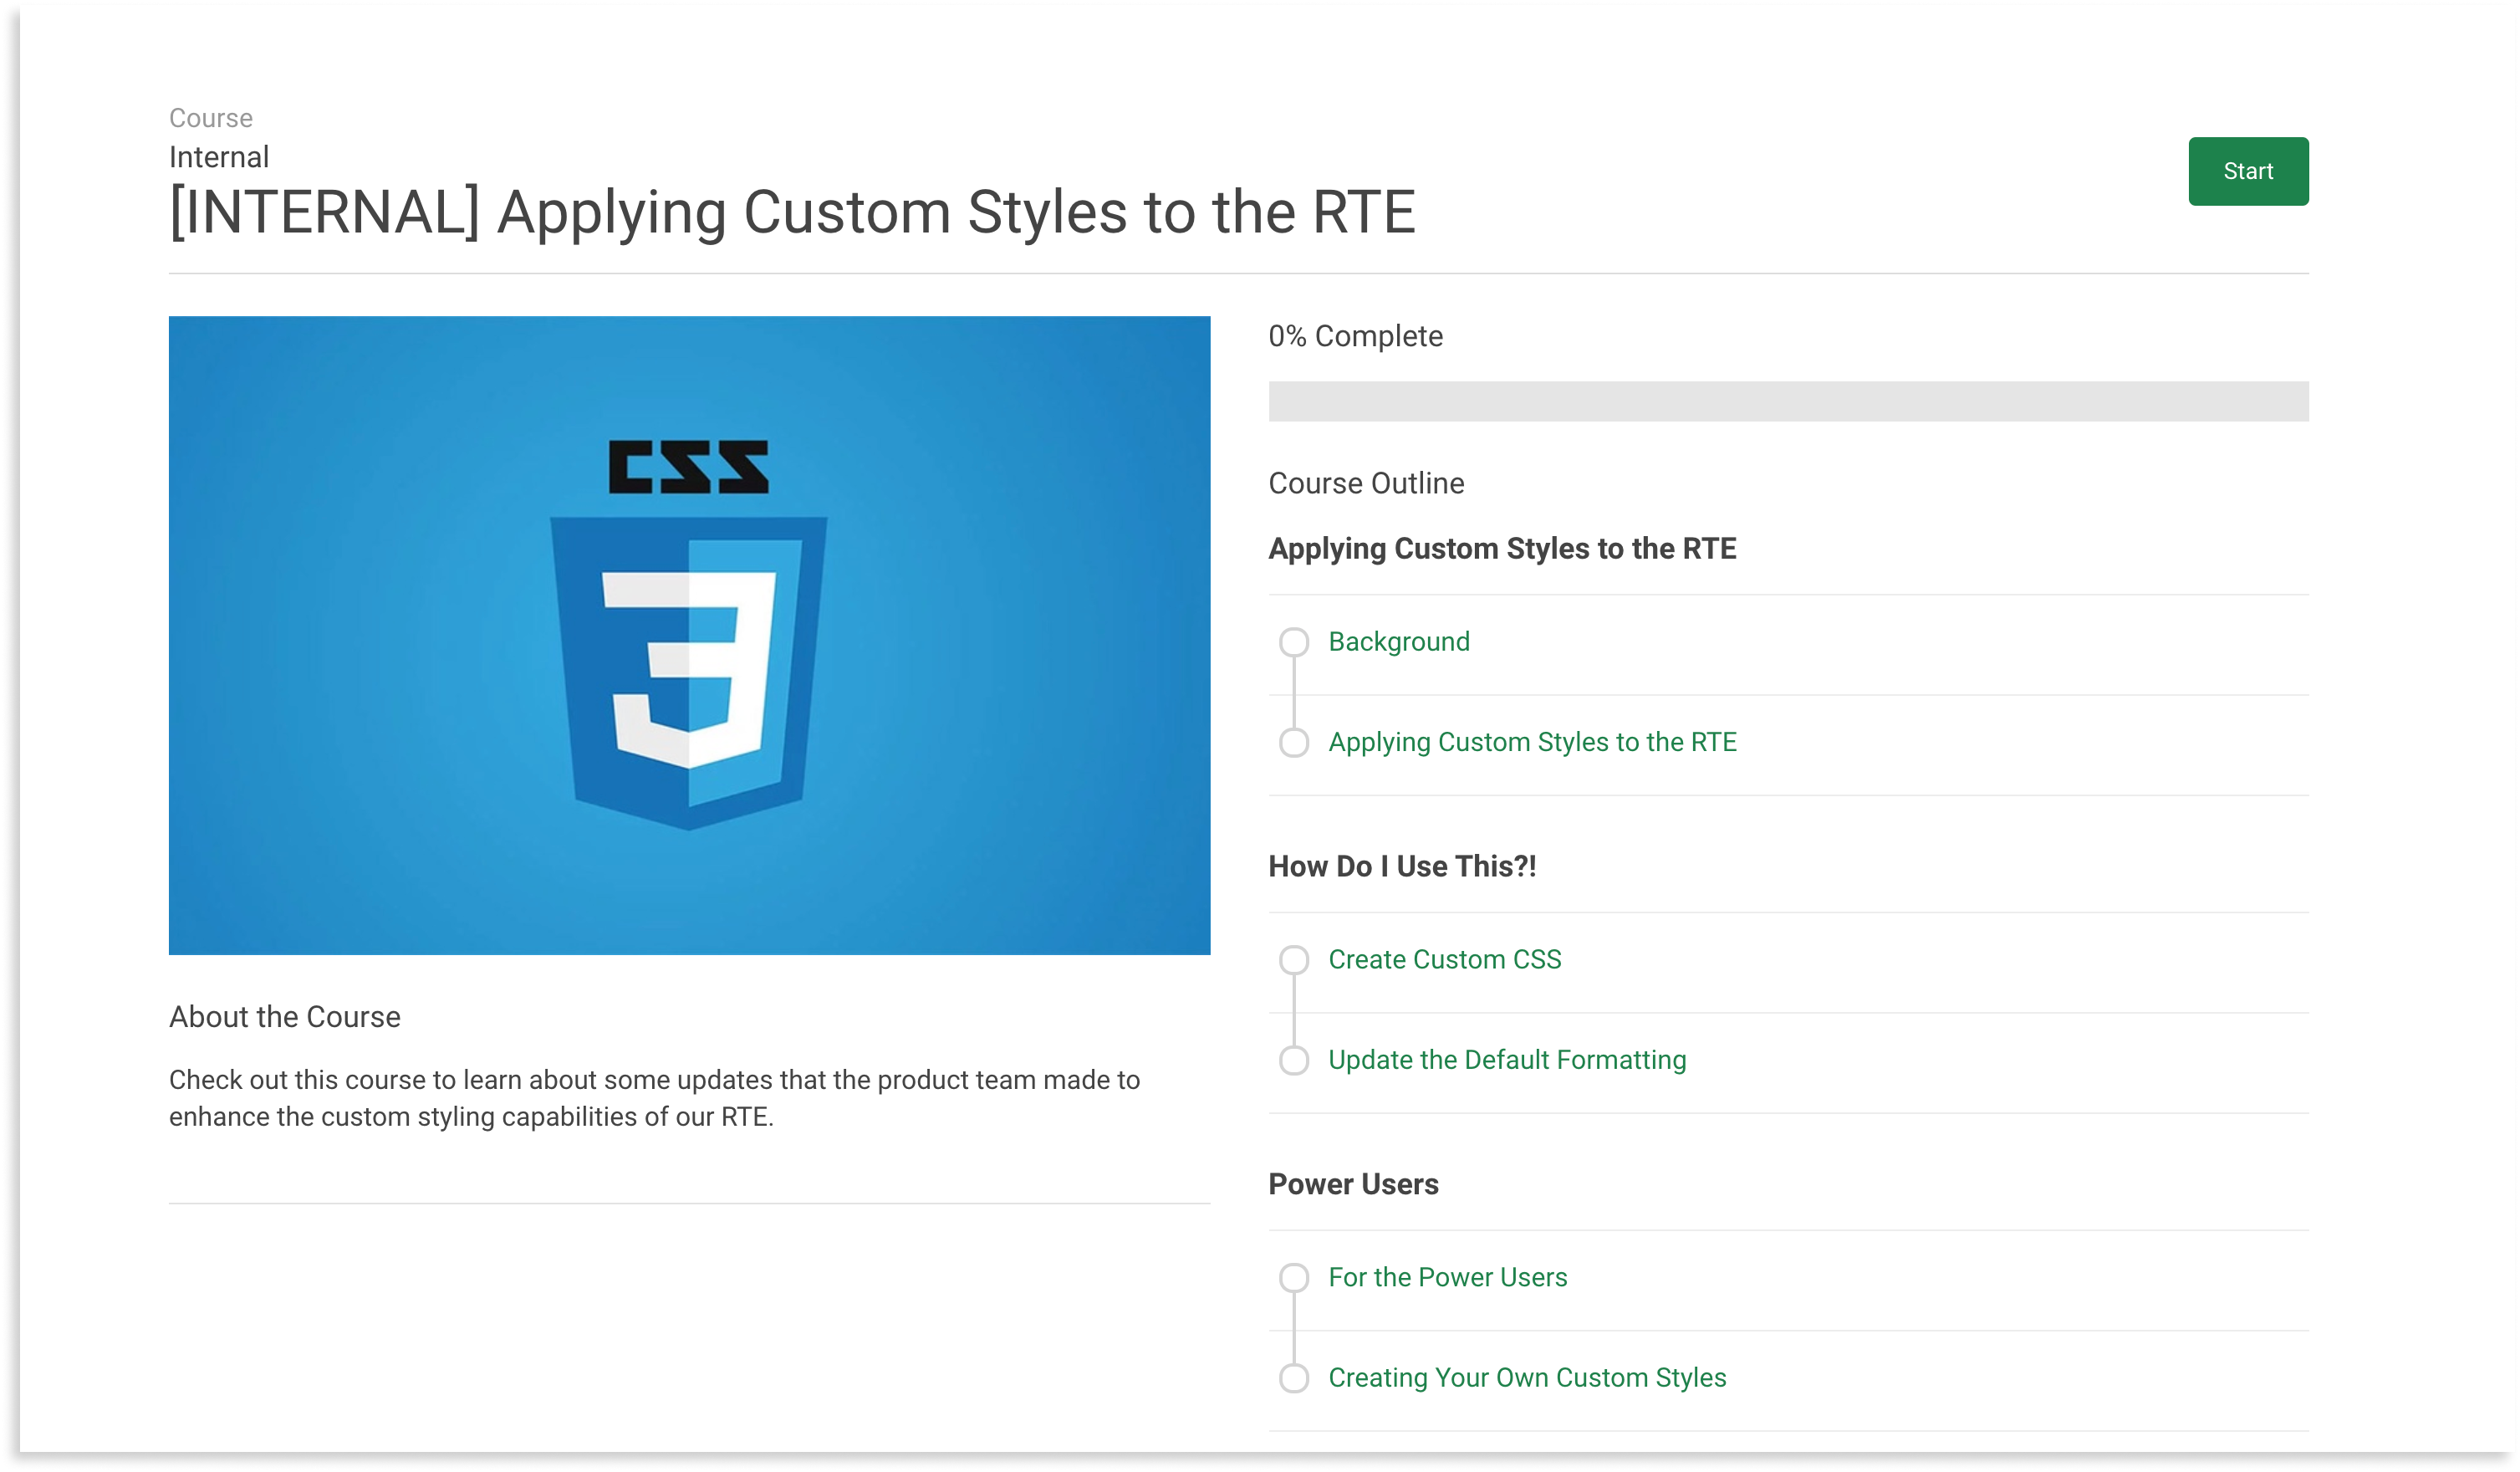 Course
Internal
[INTERNAL] Applying Custom Styles to the RTE
Start
CSS
3
About the Course
Check out this course to learn about some updates that the product team made to
enhance the custom styling capabilities of our RTE.
0% Complete
Course Outline
Applying Custom Styles to the RTE
Background
Applying Custom Styles to the RTE
How Do I Use This?!
Create Custom CSS
Update the Default Formatting
Power Users
For the Power Users
Creating Your Own Custom Styles